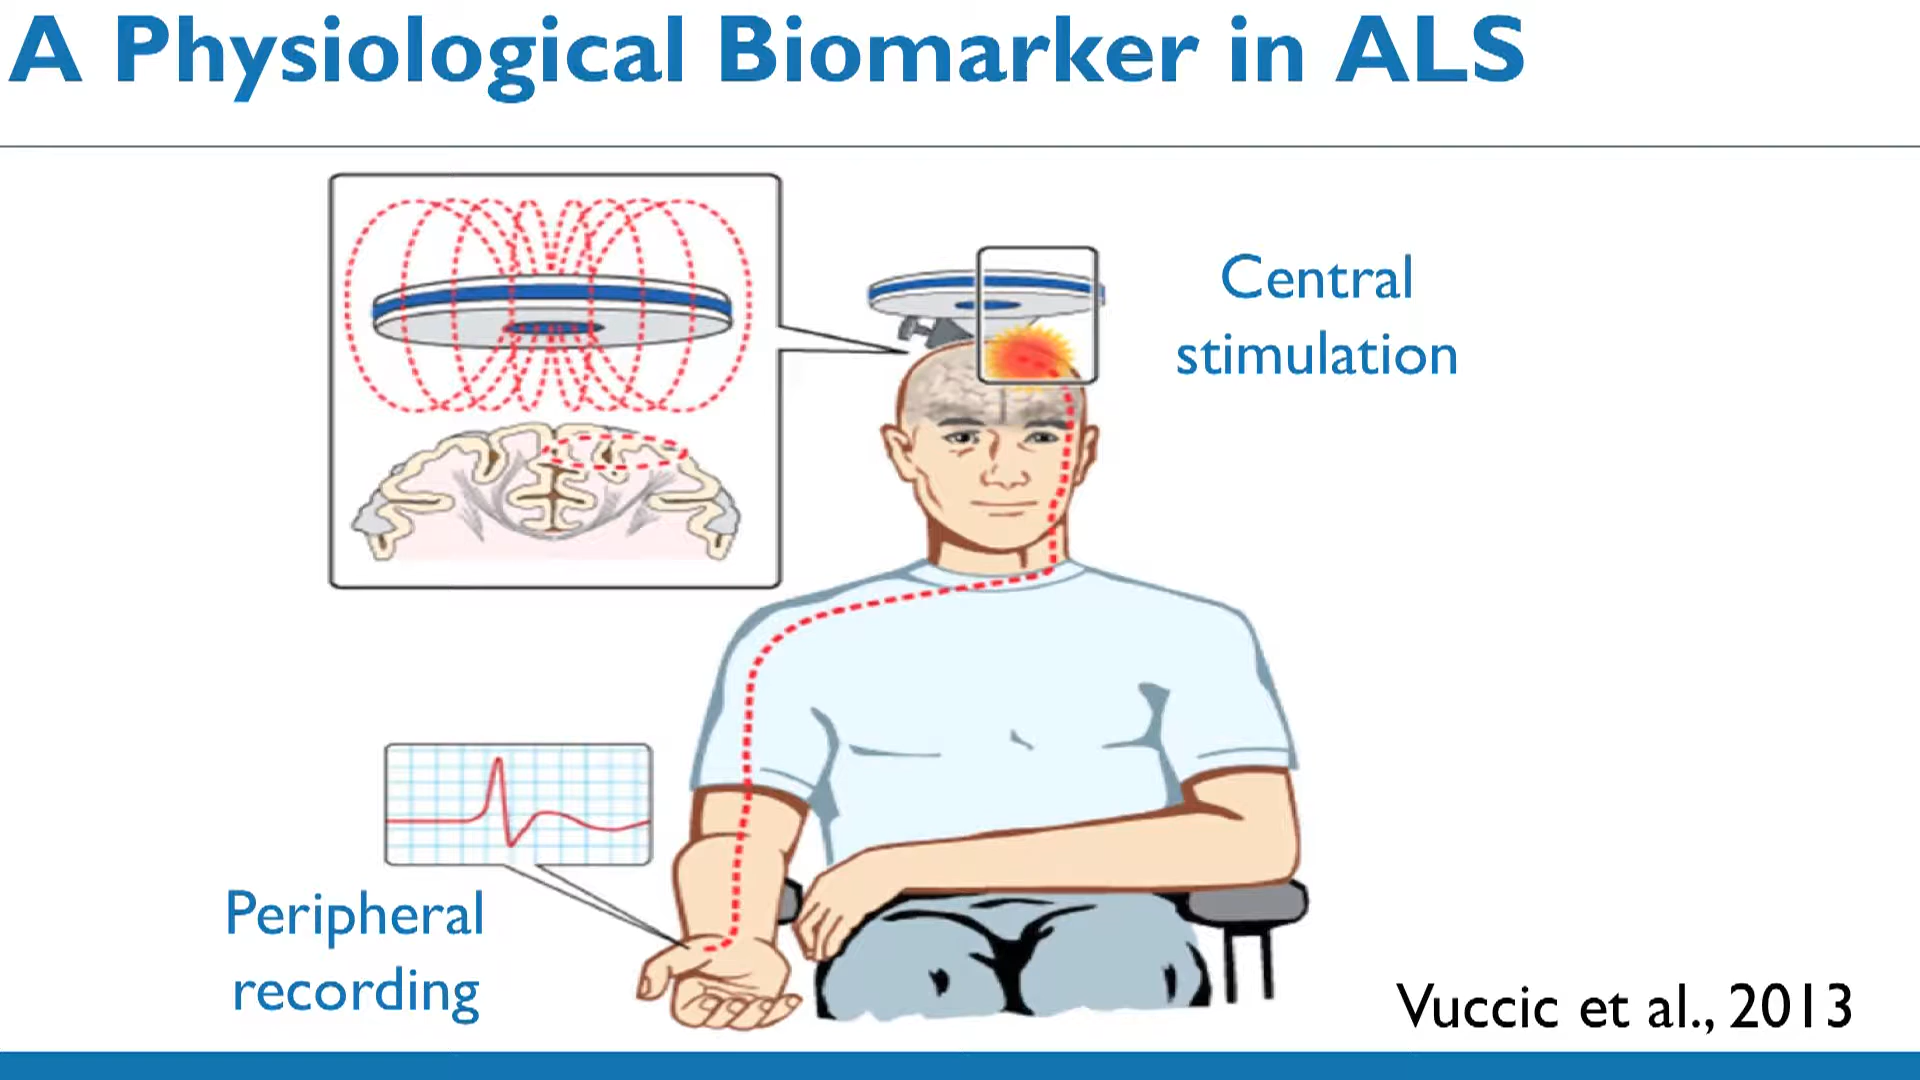 A Physiological Biomarker in ALS
Central
stimulation
Peripheral
recording
Vuccic et al., 2013